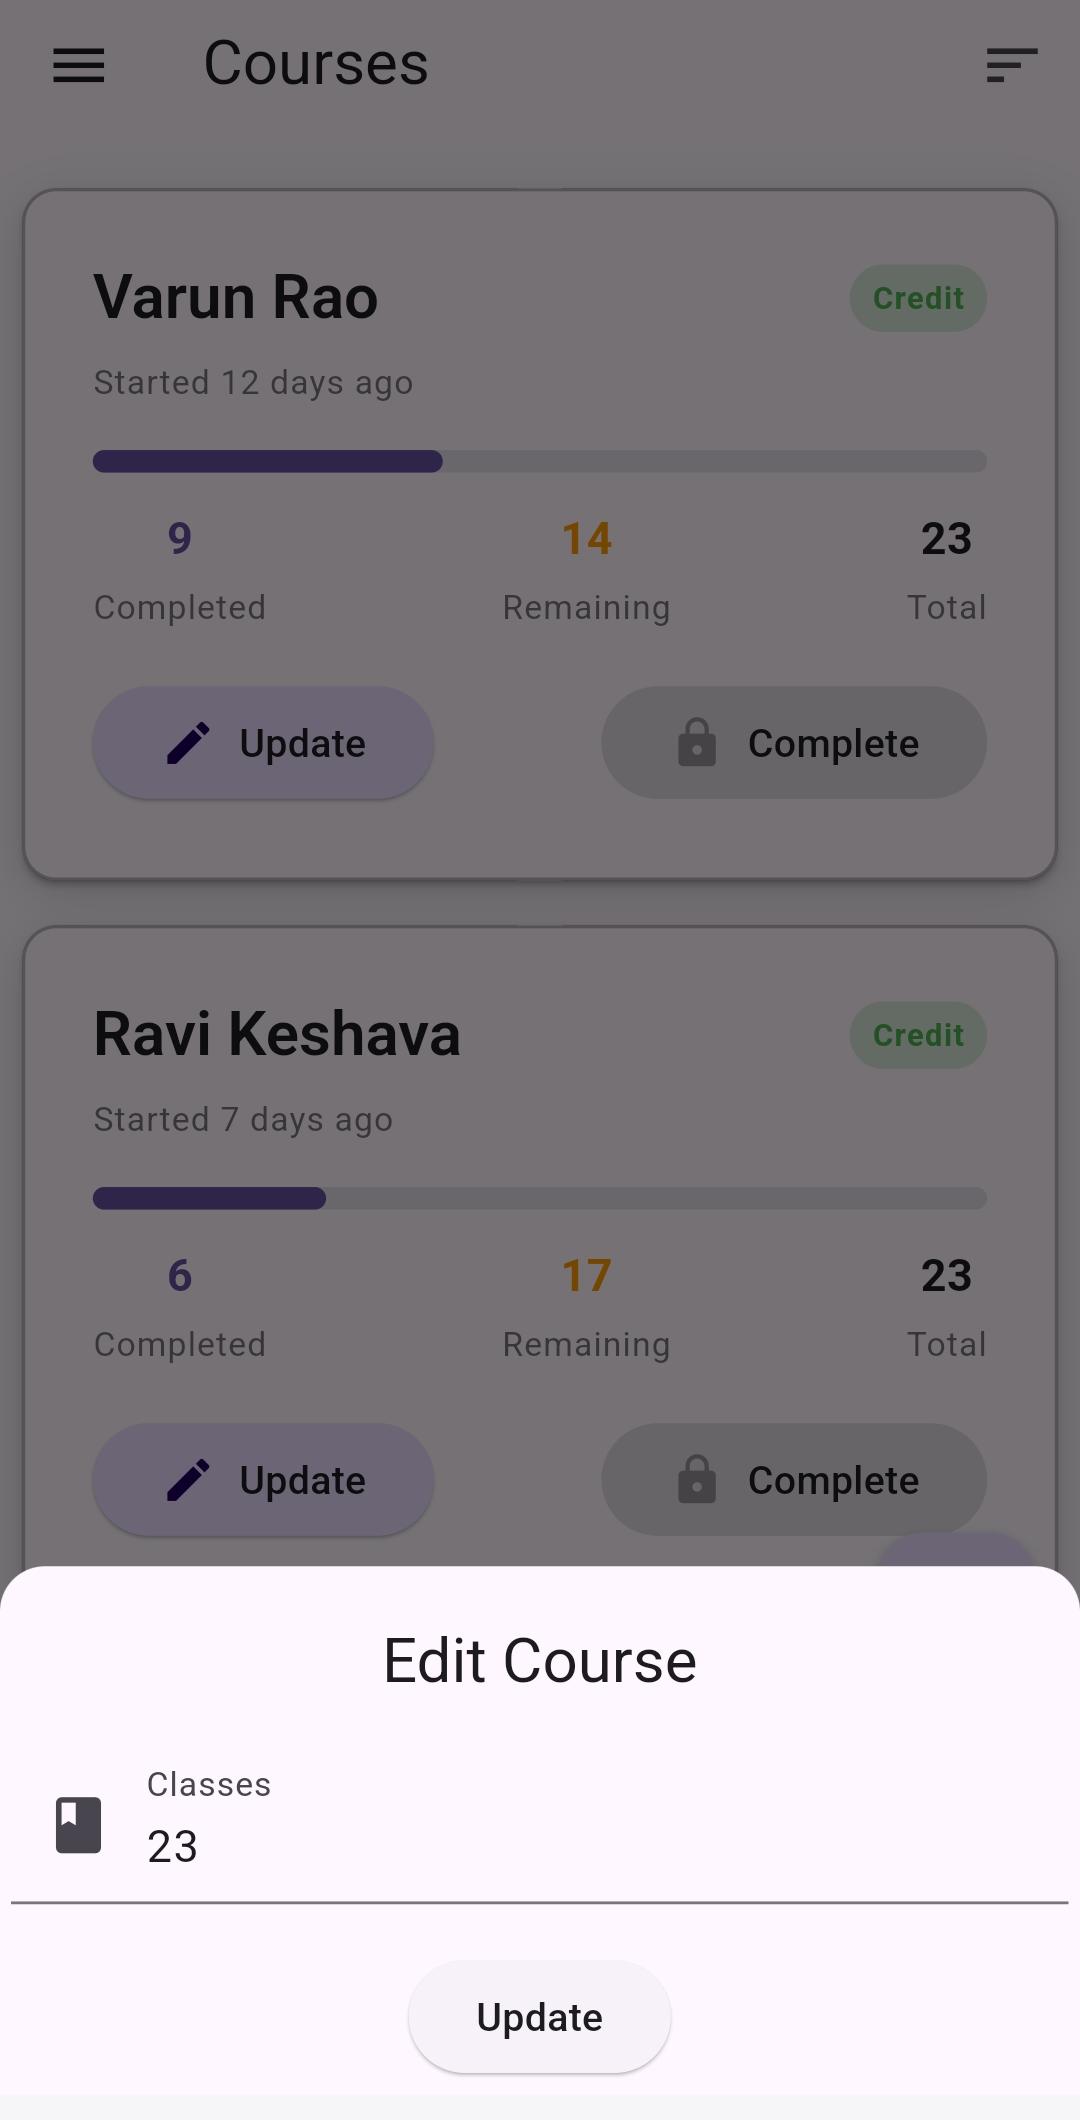 Courses
Varun Rao
Credit
Started 12 days ago
9
14
23
Completed
Remaining
Total
Update
Complete
Ravi Keshava
Credit
Started 7 days ago
6
17
23
Completed
Remaining
Total
Update
Complete
Edit Course
Classes
23
Update